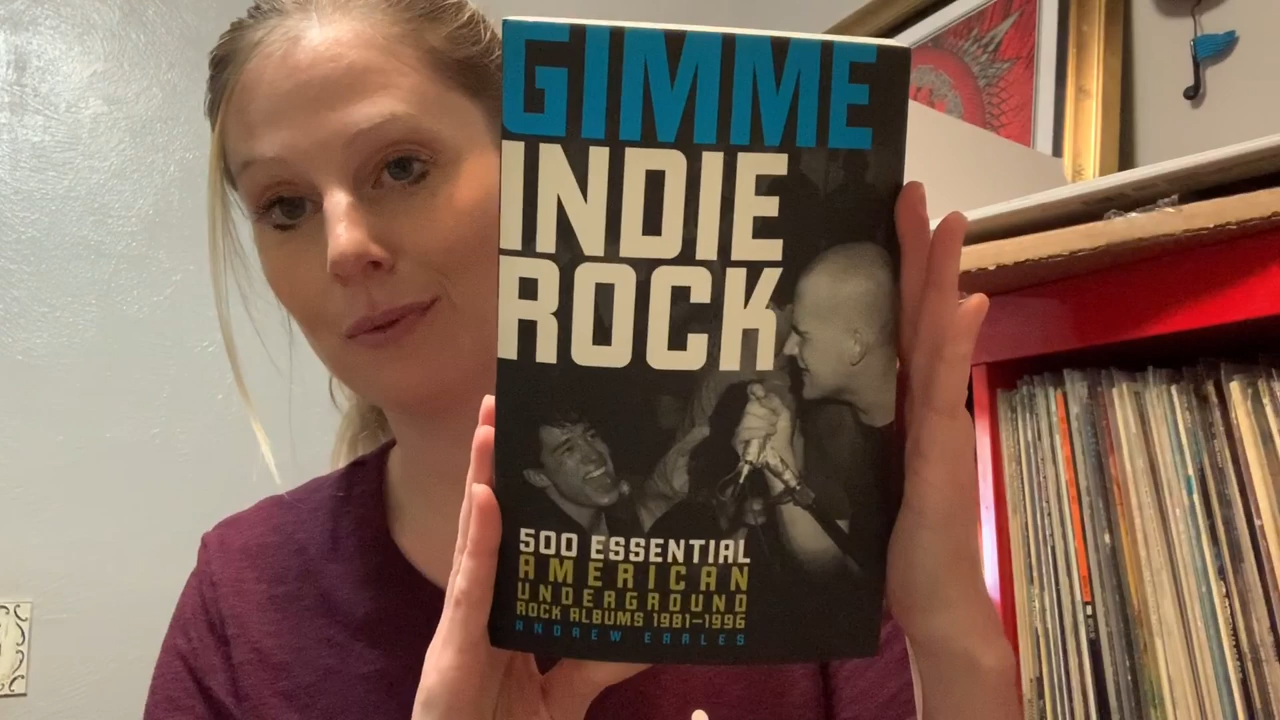 GIMME
INDIE
ROCK
500 ESSENTIAL
AMERICAN
UNDERGROUND
ROCK ALBUMS 1981–1996
ANDREW EARLES